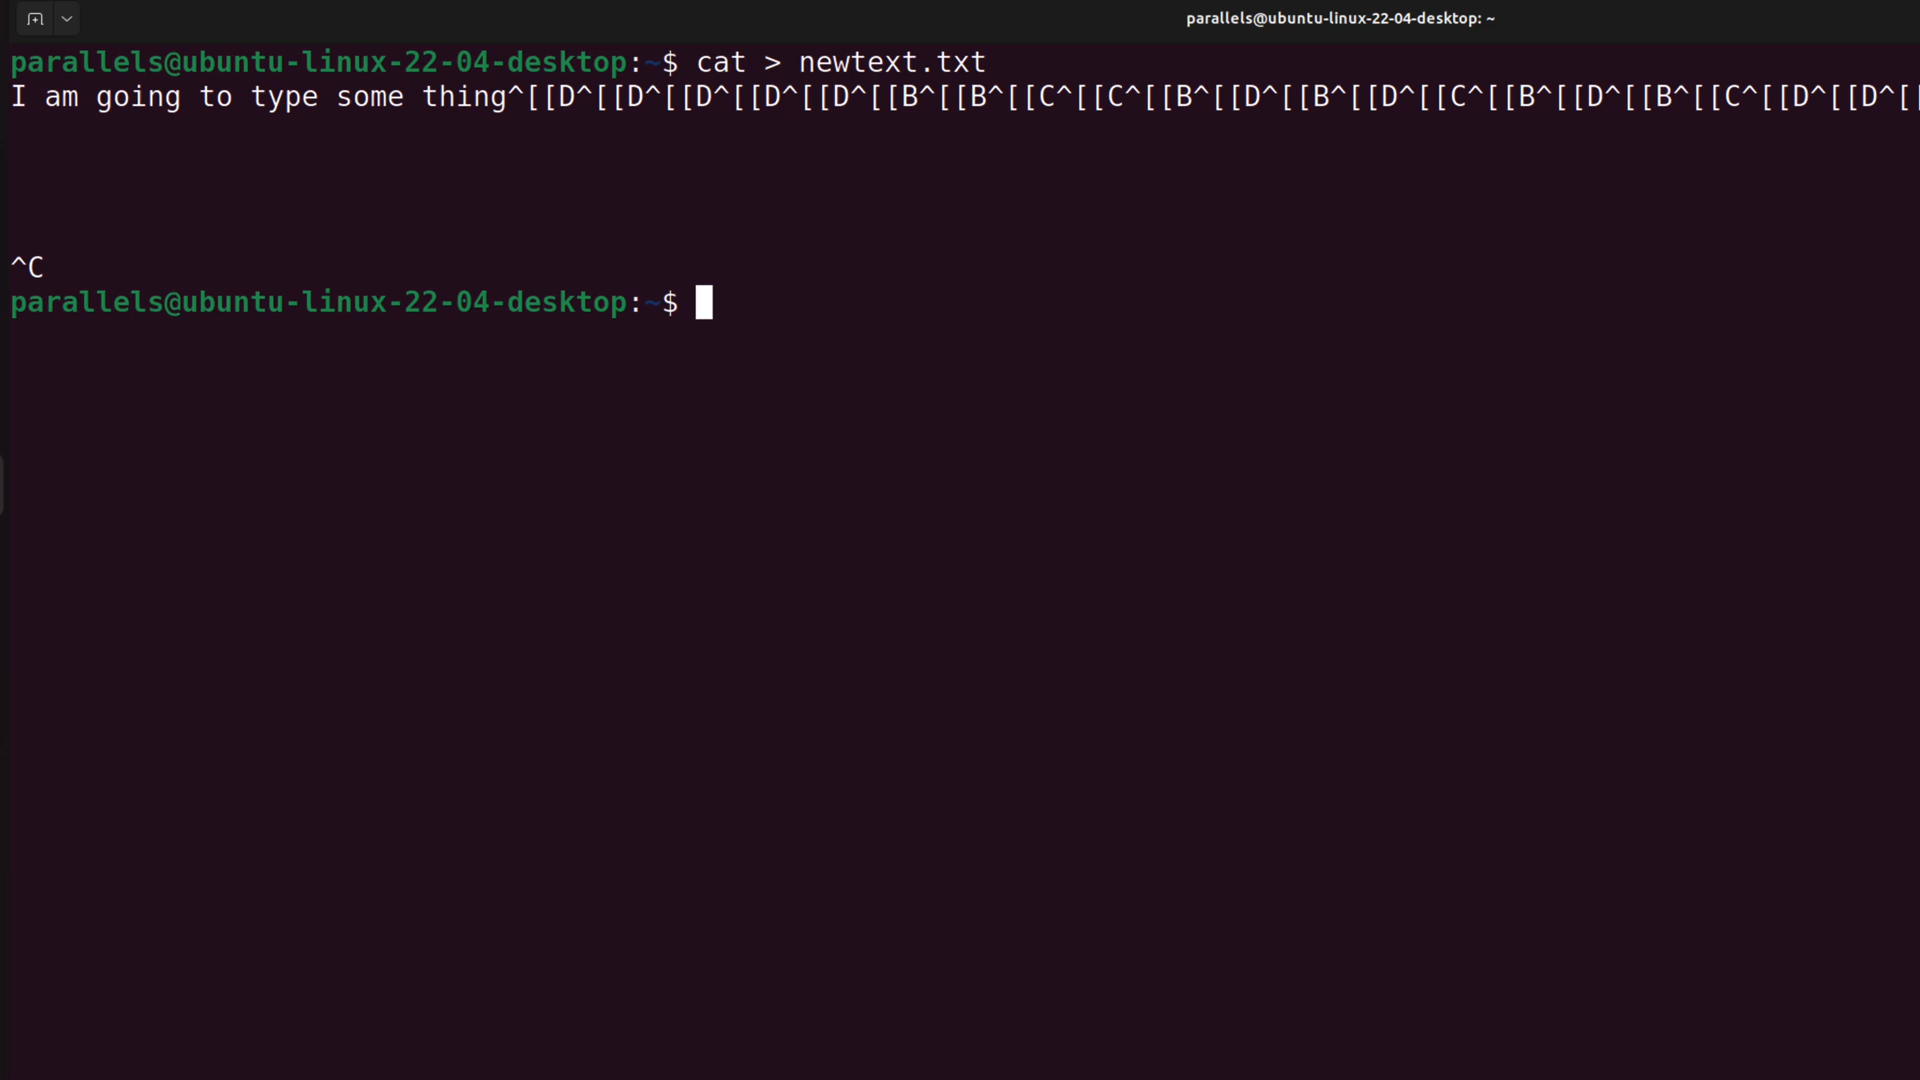 parallels@ubuntu-linux-22-04-desktop: ~
parallels@ubuntu-linux-22-04-desktop:~$ cat > newtext.txt
I am going to type some thing^[[D^[[D^[[D^[[D^[[D^[[B^[[B^[[C^[[C^[[B^[[D^[[B^[[D^[[C^[[B^[[D^[[B^[[C^[[D^[[D^[[
^C
parallels@ubuntu-linux-22-04-desktop:~$